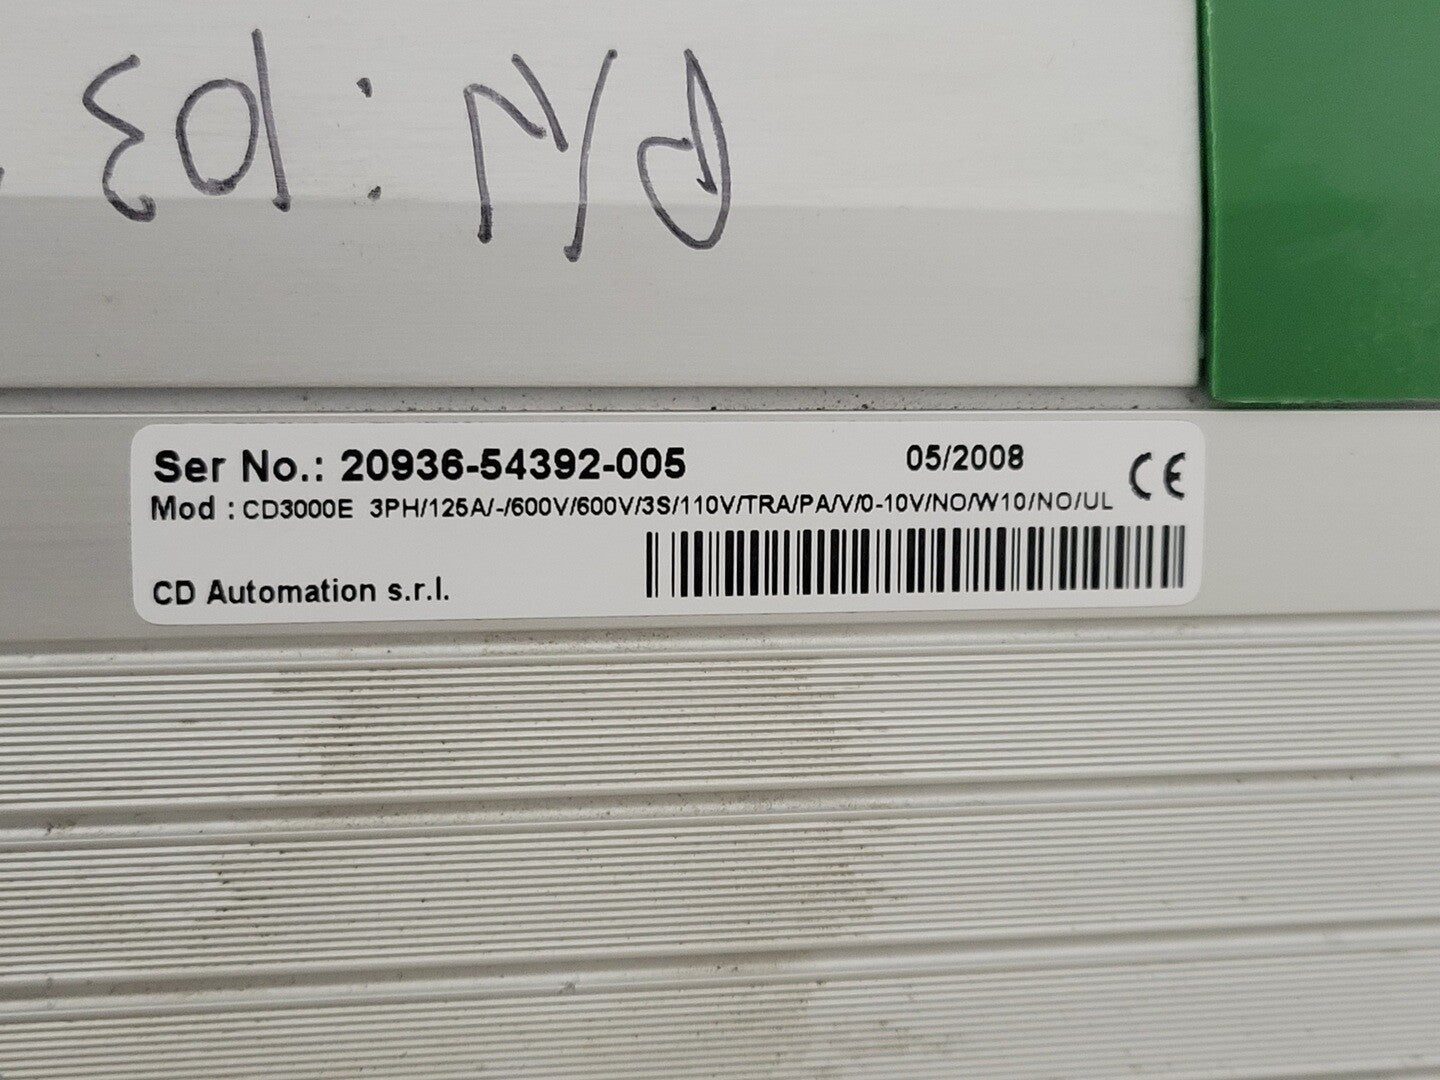 P/N : 103
Ser No.: 20936-54392-005 05/2008 CE
Mod : CD3000E 3PH/125A/-/600V/600V/3S/110V/TRA/PA/V/0-10V/NO/W10/NO/UL
CD Automation s.r.l.